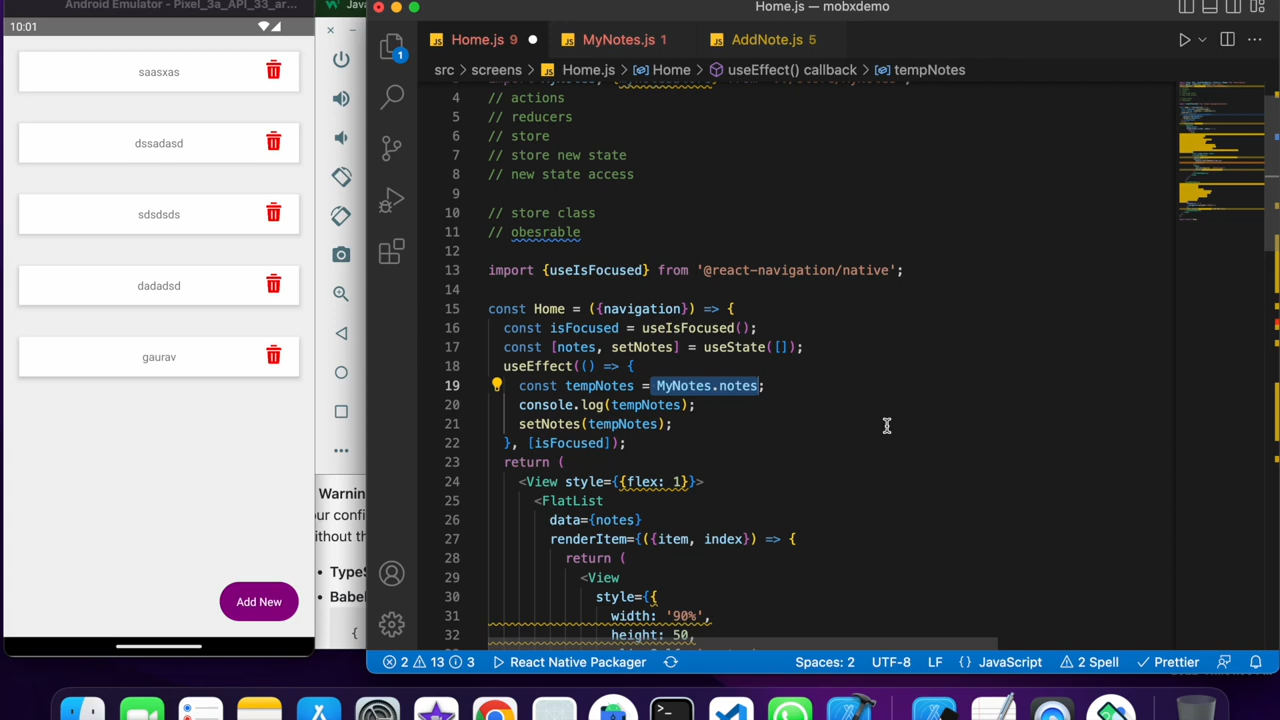 Android Emulator - Pixel_3a_API_33_ar...
10:01
saasxas
dssadasd
sdsdsds
dadadsd
gaurav
Add New
Java
Warnin
our confi
ithout th
• TypeS
• Babe
{
Home.js — mobxdemo
Home.js 9
MyNotes.js 1
AddNote.js 5
src > screens > Home.js > Home > useEffect() callback > tempNotes
1
4 // actions
5 // reducers
6 // store
7 // store new state
8 // new state access
9
10 // store class
11 // obesrable
12
13 import {useIsFocused} from '@react-navigation/native';
14
15 const Home = ({navigation}) => {
16 const isFocused = useIsFocused();
17 const [notes, setNotes] = useState([]);
18 useEffect(() => {
19 const tempNotes = MyNotes.notes;
20 console.log(tempNotes);
21 setNotes(tempNotes);
22 }, [isFocused]);
23 return (
24 <View style={{flex: 1}}>
25 <FlatList
26 data={notes}
27 renderItem={({item, index}) => {
28 return (
29 <View
30 style={{
31 width: '90%',
32 height: 50,
2 13 3 React Native Packager Spaces: 2 UTF-8 LF {} JavaScript 2 Spell Prettier